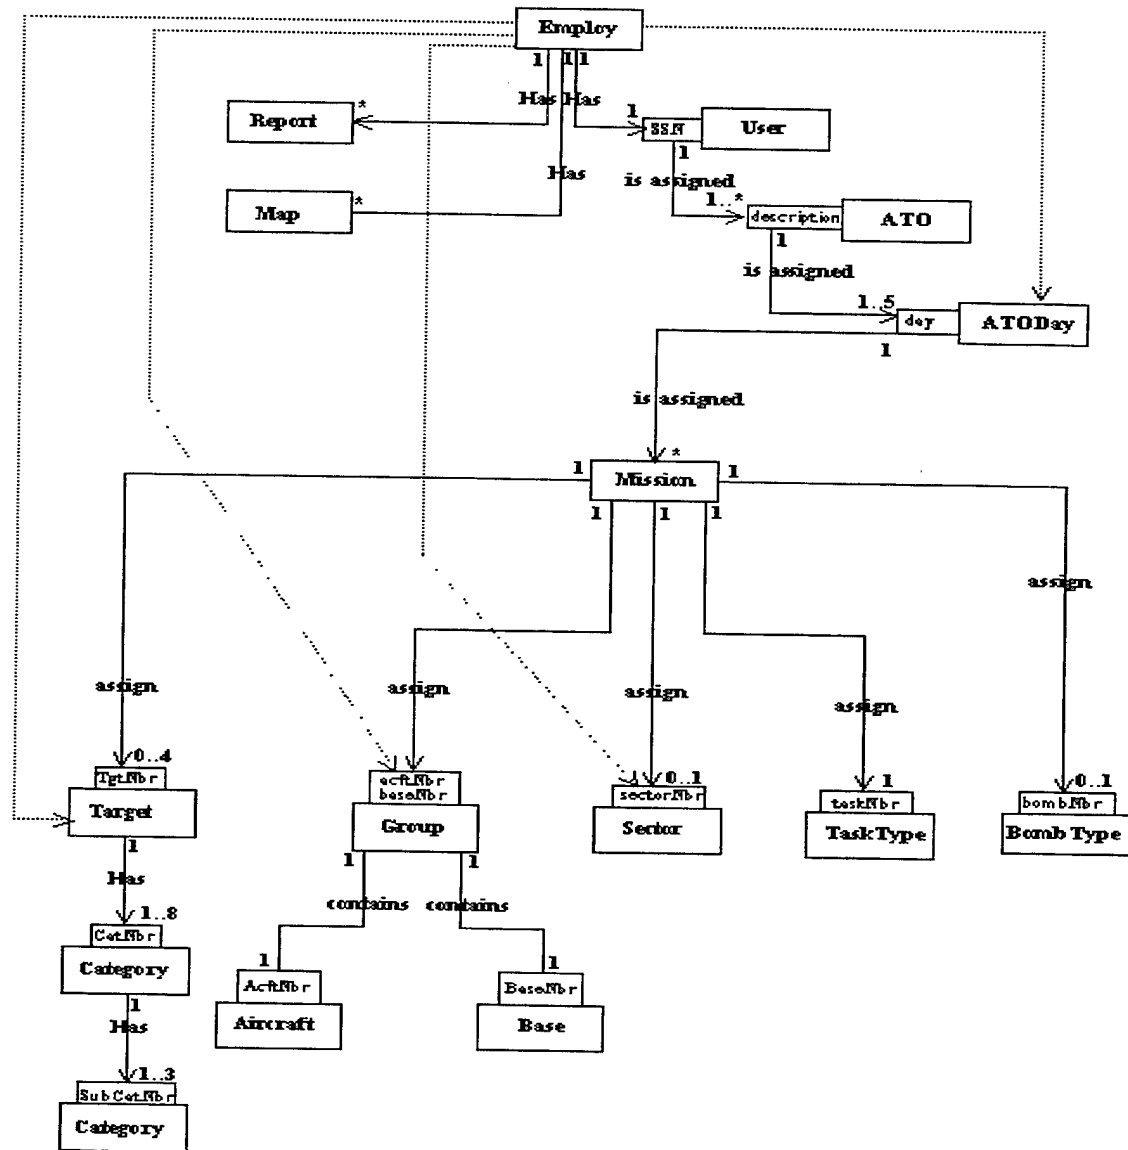 Employ
1 1 1
Has Has
Report
*
1
SSN
User
1
Has
is assigned
Map
*
1..*
description
ATO
1
is assigned
1..5
day
ATODay
1
is assigned
*
1
Mission
1
1 1 1
assign
assign
assign
assign
assign
0..4
TgtNbr
Target
acftNbr
baseNbr
Group
0..1
sectorNbr
Sector
1
taskNbr
TaskType
0..1
bombNbr
BombType
1
1 1
Has
contains contains
1..8
CatNbr
Category
1
AcftNbr
Aircraft
1
BaseNbr
Base
1
Has
1..3
SubCatNbr
Category